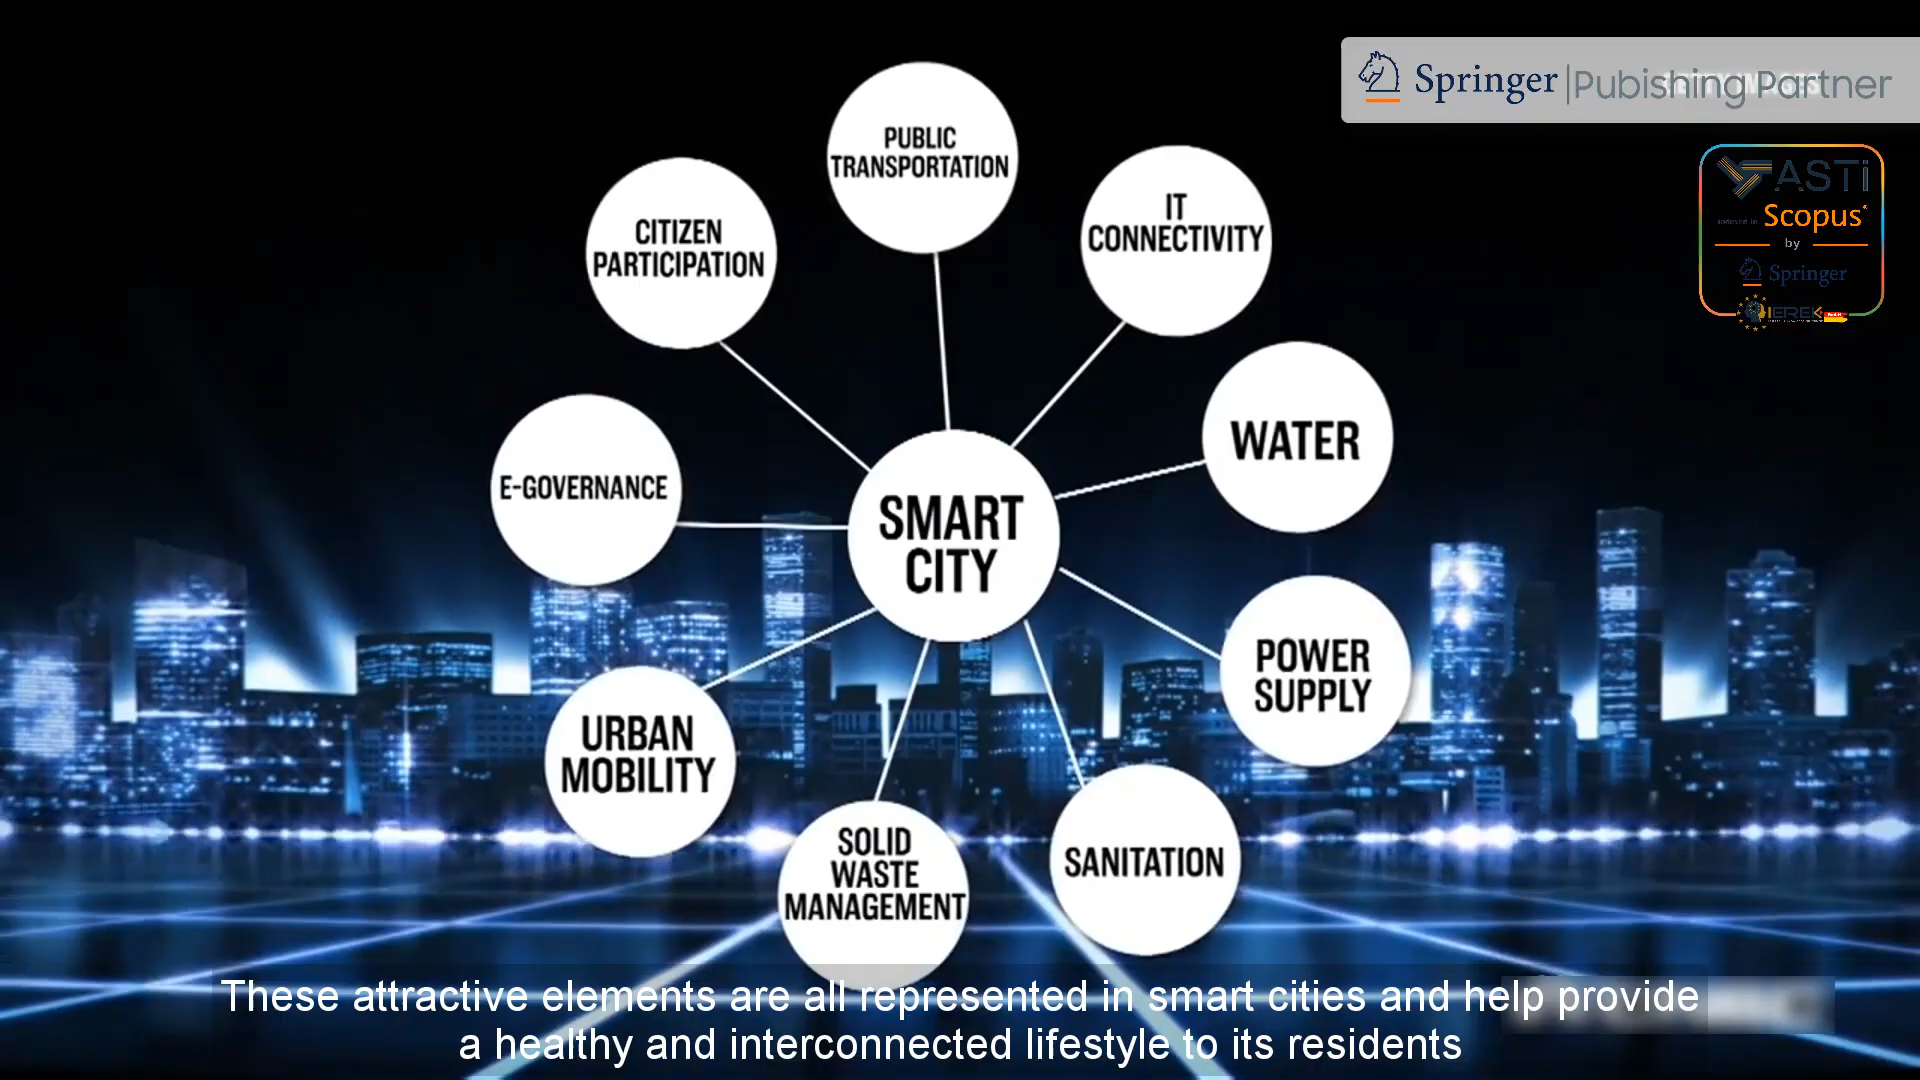 Springer | Pubishing Partner
ASTi
Scopus
by
Springer
IEREK
PUBLIC
TRANSPORTATION
CITIZEN
PARTICIPATION
IT
CONNECTIVITY
WATER
E-GOVERNANCE
SMART
CITY
POWER
SUPPLY
URBAN
MOBILITY
SOLID
WASTE
MANAGEMENT
SANITATION
These attractive elements are all represented in smart cities and help provide
a healthy and interconnected lifestyle to its residents